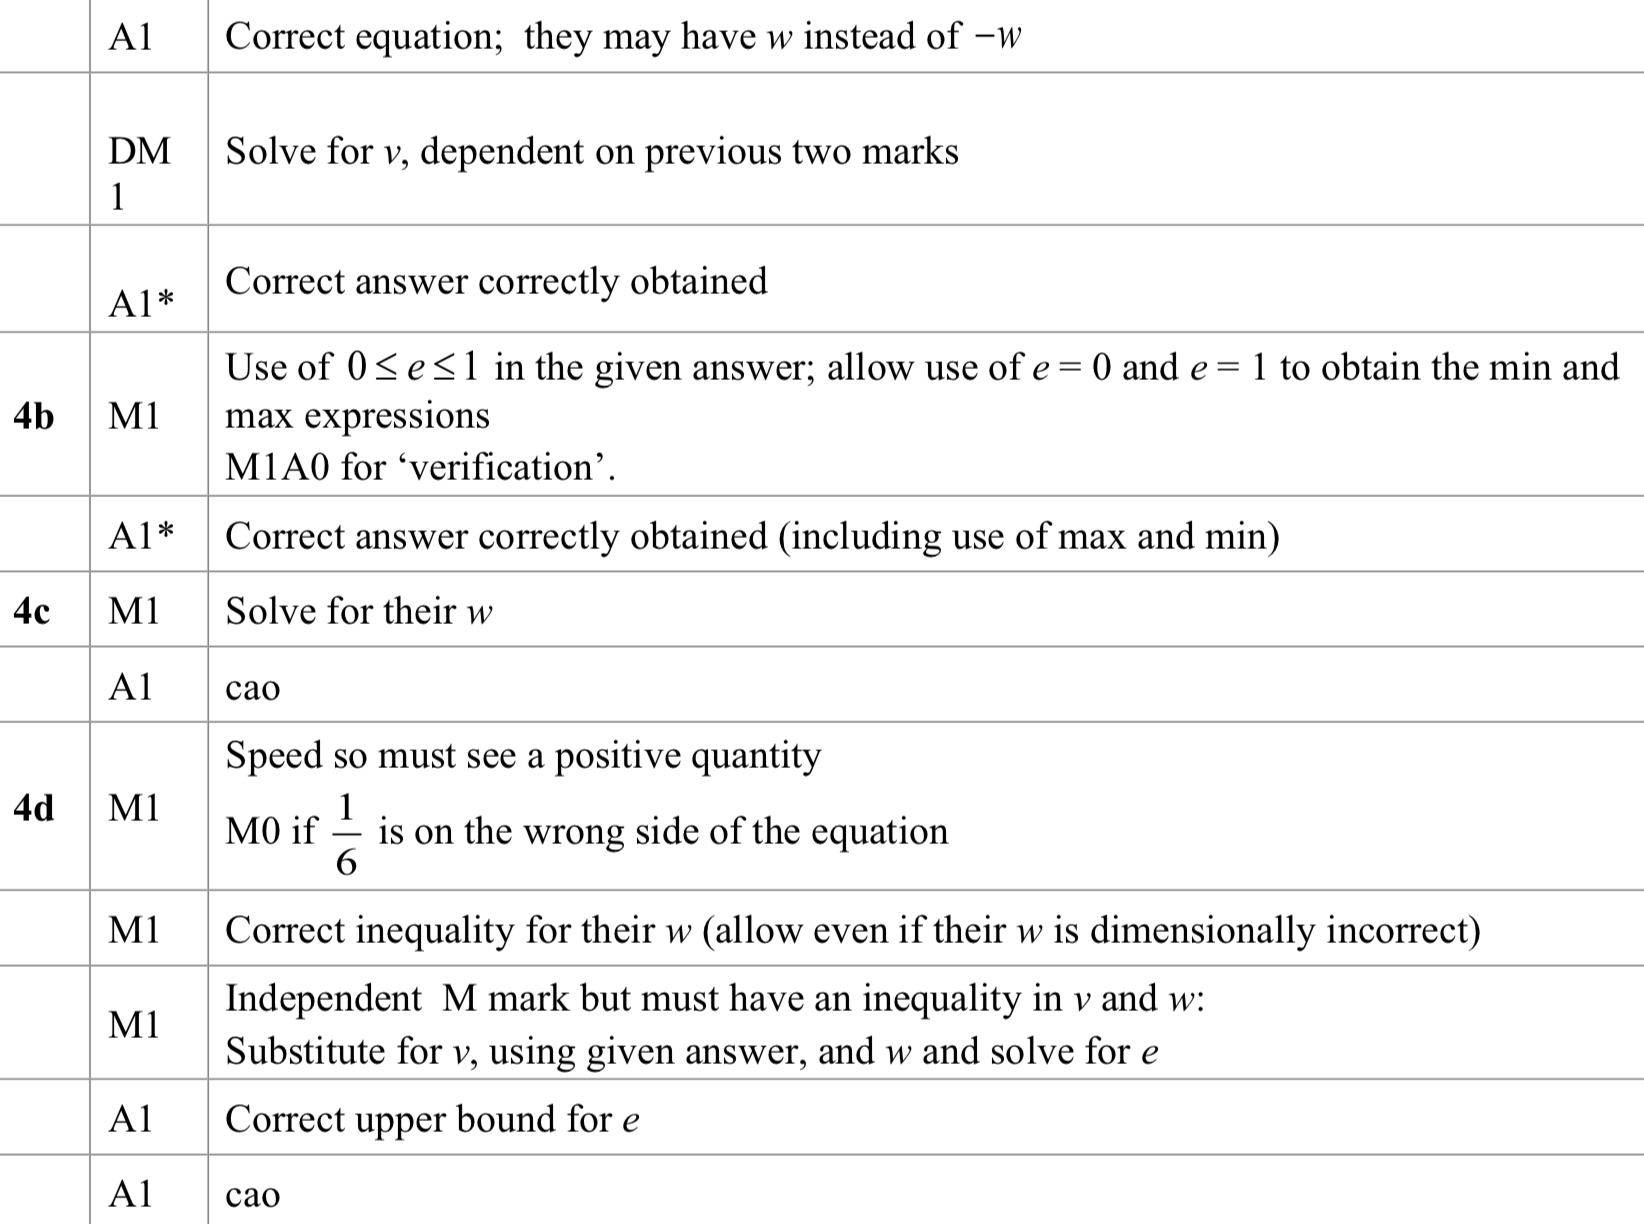 A1 Correct equation;  they may have w instead of −w
DM Solve for v, dependent on previous two marks
1
Correct answer correctly obtained
A1*
Use of 0 ≤ e ≤ 1 in the given answer; allow use of e = 0 and e = 1 to obtain the min and
4b M1 max expressions
M1A0 for ‘verification’.
A1* Correct answer correctly obtained (including use of max and min)
4c M1 Solve for their w
A1 cao
Speed so must see a positive quantity
4d M1
M0 if 1/6 is on the wrong side of the equation
M1 Correct inequality for their w (allow even if their w is dimensionally incorrect)
Independent  M mark but must have an inequality in v and w:
M1
Substitute for v, using given answer, and w and solve for e
A1 Correct upper bound for e
A1 cao